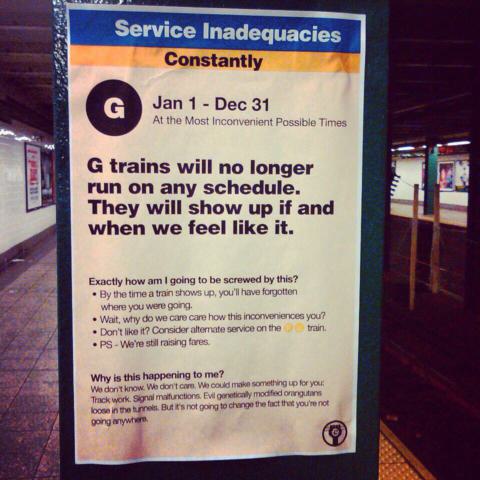 Service Inadequacies
Constantly
G
Jan 1 - Dec 31
At the Most Inconvenient Possible Times
G trains will no longer
run on any schedule.
They will show up if and
when we feel like it.
Exactly how am I going to be screwed by this?
• By the time a train shows up, you'll have forgotten
where you were going.
• Wait, why do we care care how this inconveniences you?
• Don't like it? Consider alternate service on the train.
• PS - We're still raising fares.
Why is this happening to me?
We don't know. We don't care. We could make something up for you:
Track work. Signal malfunctions. Evil genetically modified orangutans
loose in the tunnels. But it's not going to change the fact that you're not
going anywhere.